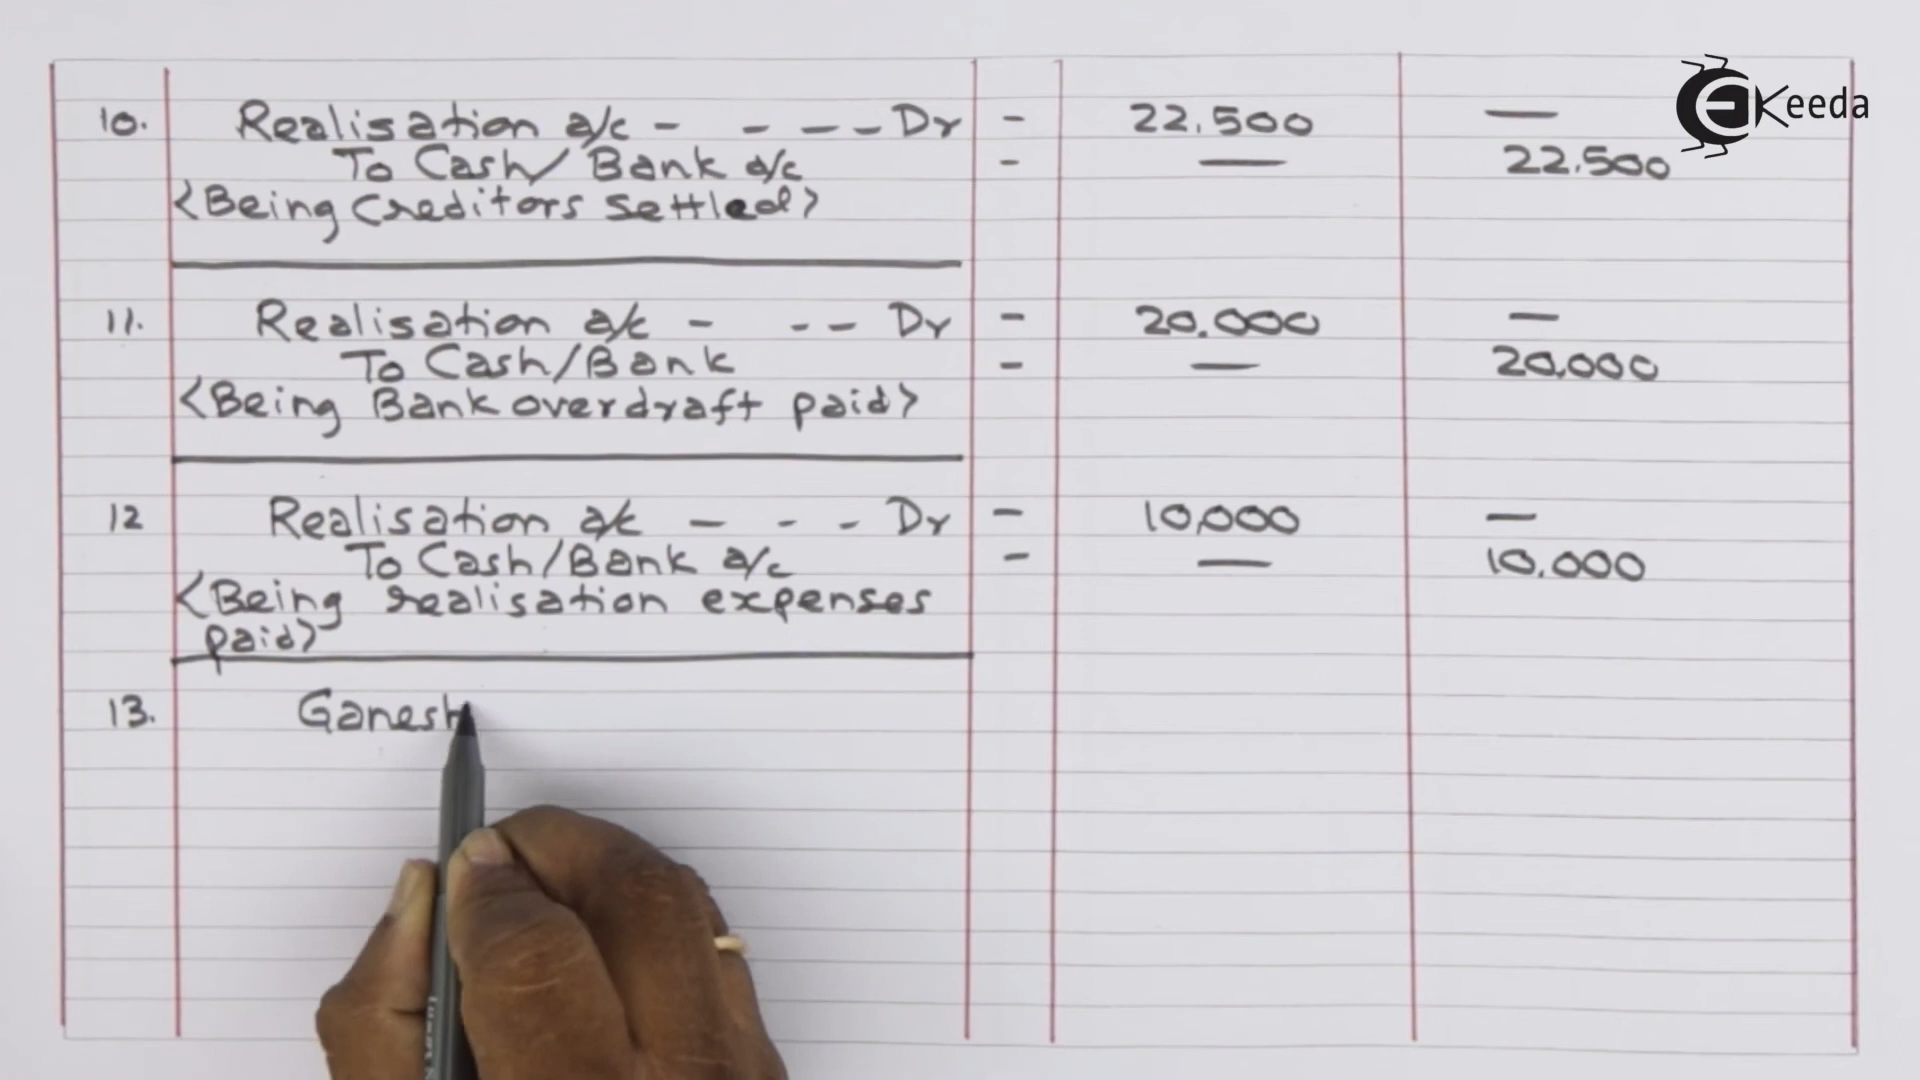 EKeeda
10. Realisation a/c - - - - Dr - 22.500 —
To Cash/ Bank a/c - — 22.500
<Being Creditors settled>
11. Realisation a/c - - - Dr - 20.000 —
To Cash/Bank - — 20,000
<Being Bank overdraft paid>
12 Realisation a/c - - - Dr - 10,000 —
To Cash/Bank a/c - — 10.000
<Being realisation expenses
paid>
13. Ganesh